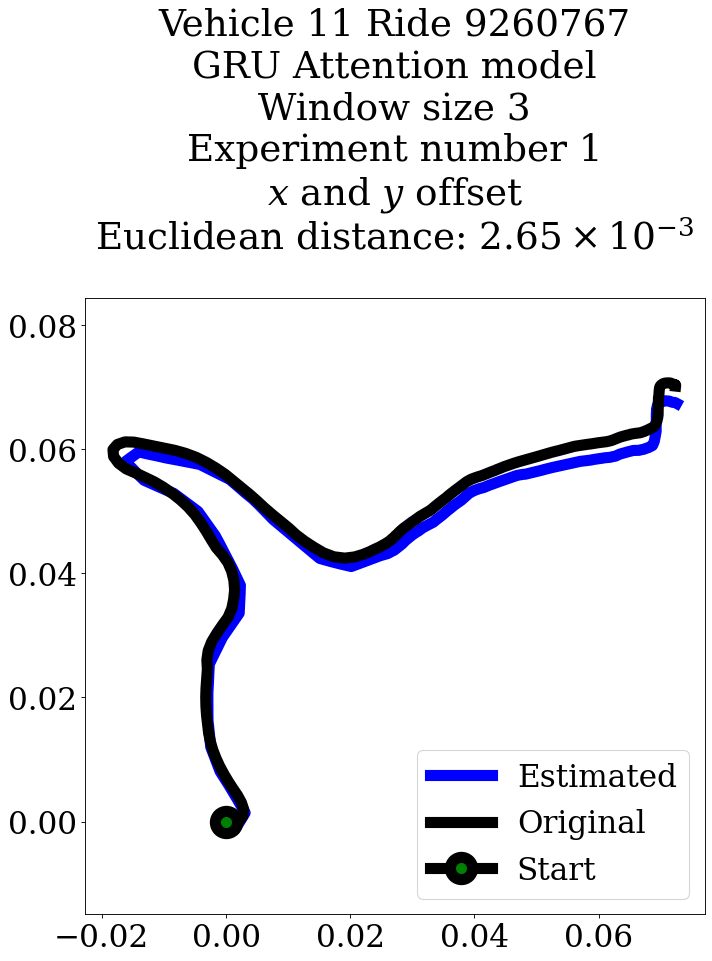 Vehicle 11 Ride 9260767
GRU Attention model
Window size 3
Experiment number 1
x and y offset
Euclidean distance: 2.65 × 10⁻³
0.08
0.06
0.04
0.02
0.00
Estimated
Original
Start
−0.02 0.00 0.02 0.04 0.06